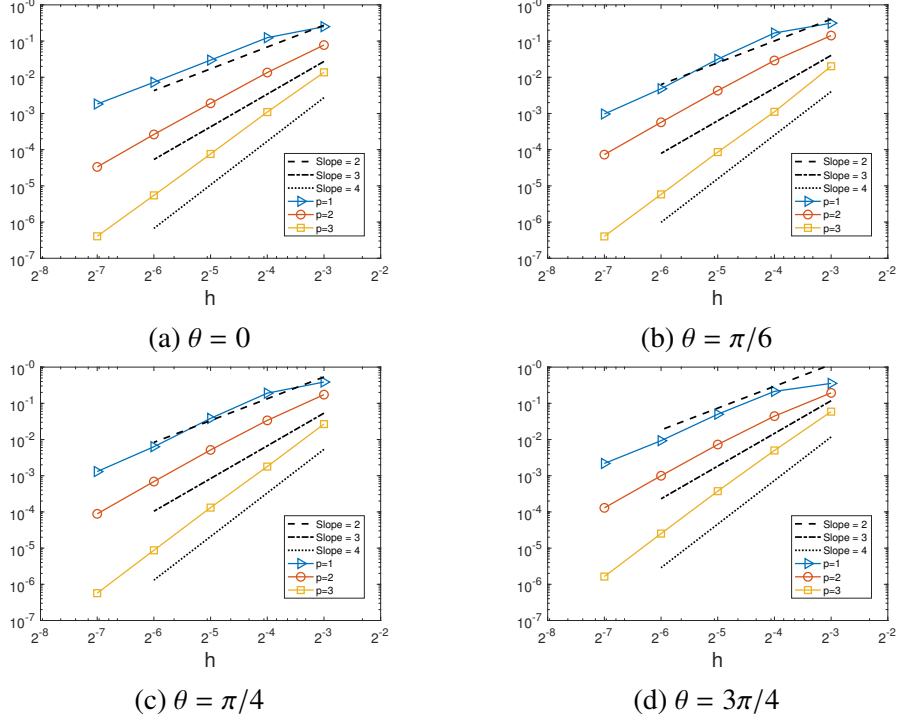 10^-0
10^-1
10^-2
10^-3
10^-4
10^-5
10^-6
10^-7
Slope = 2
Slope = 3
Slope = 4
p=1
p=2
p=3
2^-8 2^-7 2^-6 2^-5 2^-4 2^-3 2^-2
h
(a) θ = 0
10^-0
10^-1
10^-2
10^-3
10^-4
10^-5
10^-6
10^-7
Slope = 2
Slope = 3
Slope = 4
p=1
p=2
p=3
2^-8 2^-7 2^-6 2^-5 2^-4 2^-3 2^-2
h
(b) θ = π/6
10^-0
10^-1
10^-2
10^-3
10^-4
10^-5
10^-6
10^-7
Slope = 2
Slope = 3
Slope = 4
p=1
p=2
p=3
2^-8 2^-7 2^-6 2^-5 2^-4 2^-3 2^-2
h
(c) θ = π/4
10^-0
10^-1
10^-2
10^-3
10^-4
10^-5
10^-6
10^-7
Slope = 2
Slope = 3
Slope = 4
p=1
p=2
p=3
2^-8 2^-7 2^-6 2^-5 2^-4 2^-3 2^-2
h
(d) θ = 3π/4